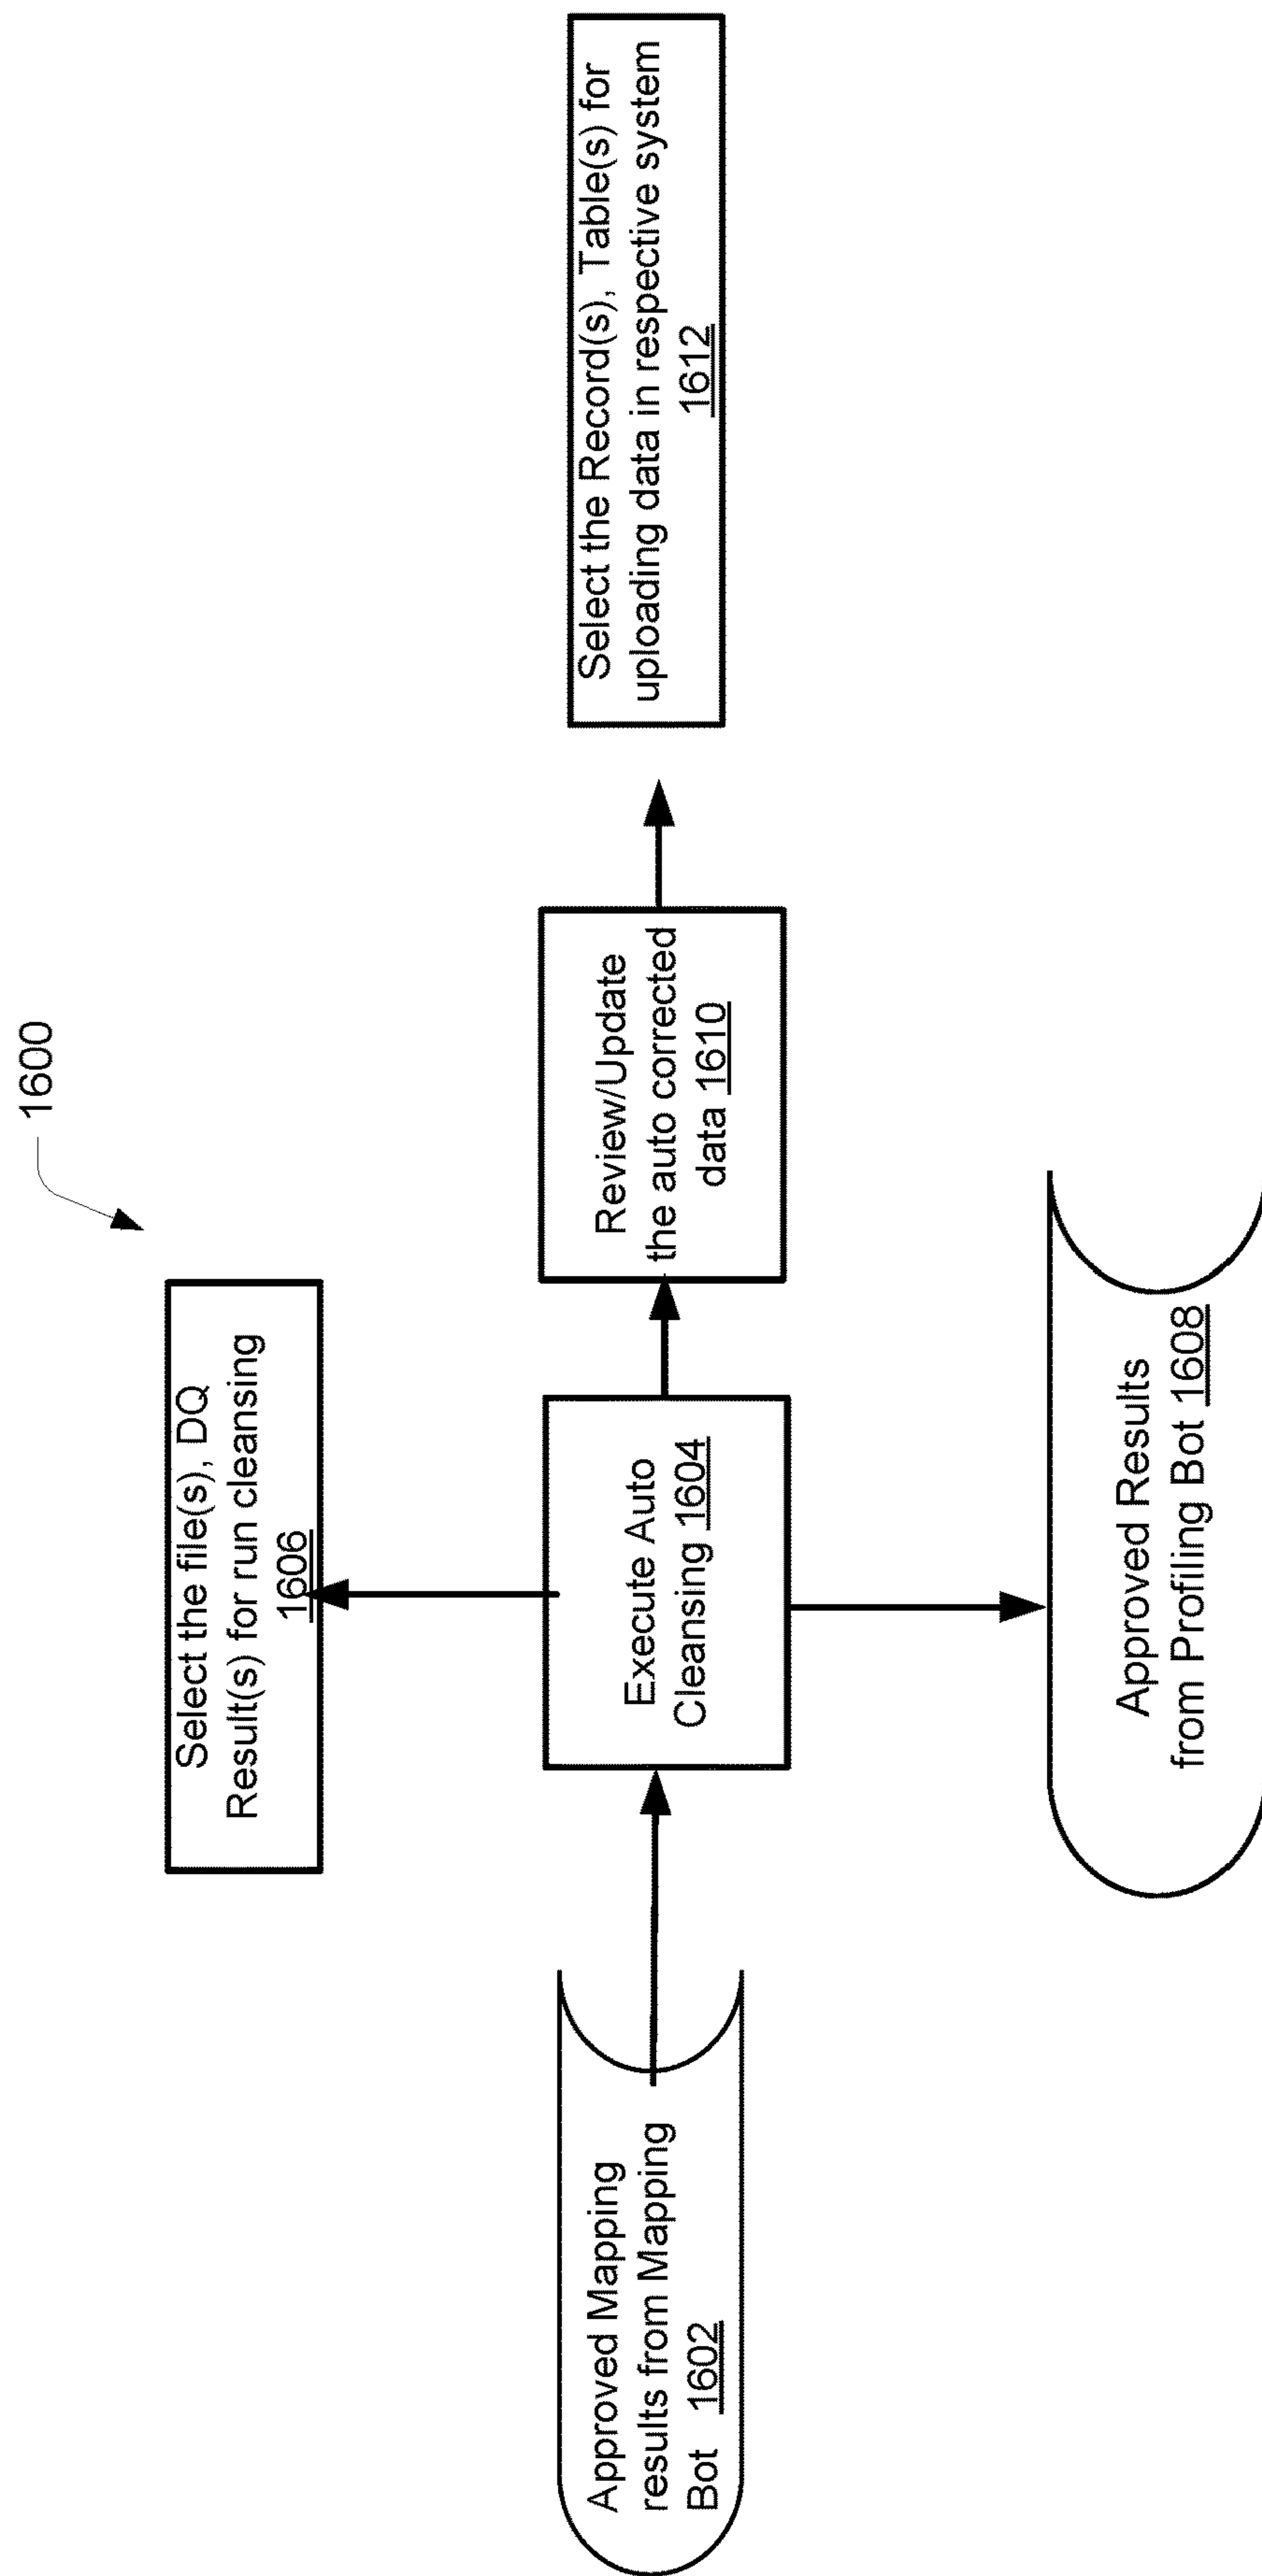 1600
Select the file(s), DQ
Result(s) for run cleansing
1606
Approved Mapping
results from Mapping
Bot 1602
Execute Auto
Cleansing 1604
Review/Update
the auto corrected
data 1610
Select the Record(s), Table(s) for
uploading data in respective system
1612
Approved Results
from Profiling Bot 1608